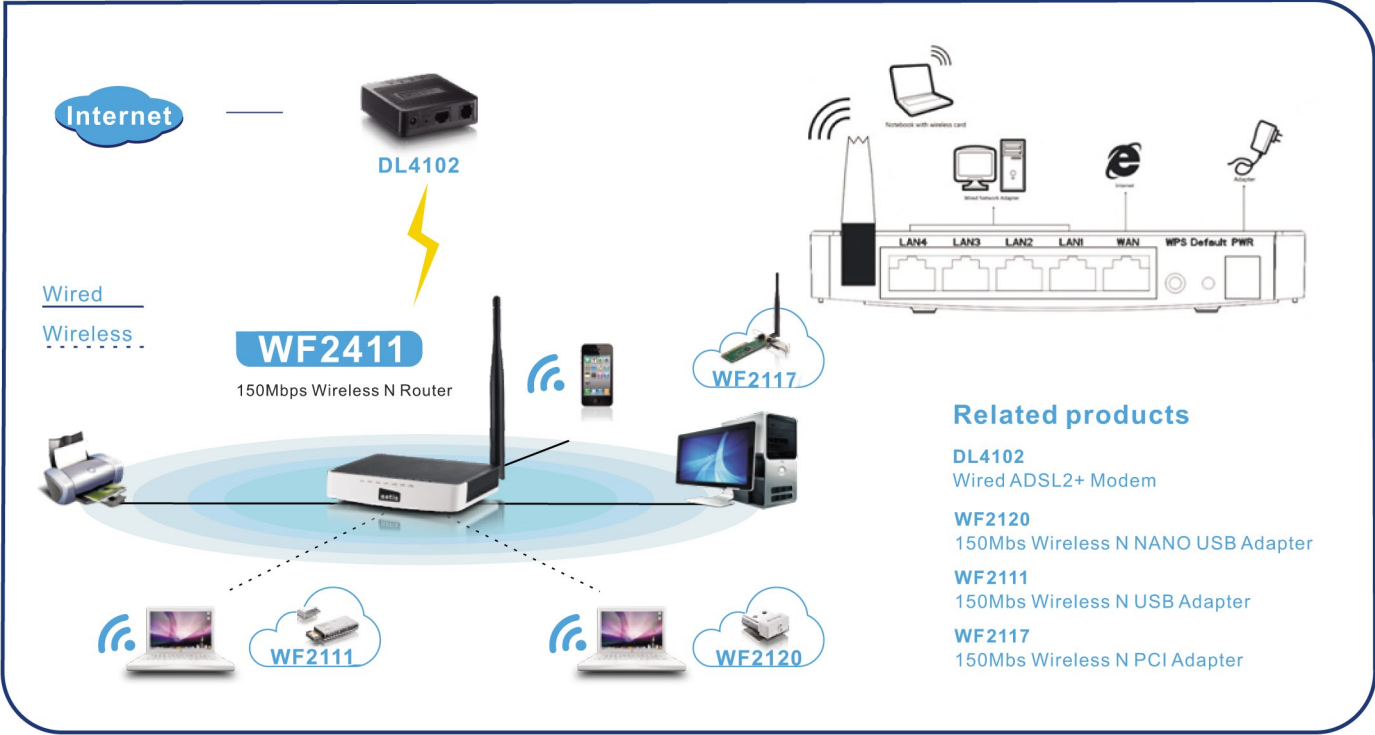 Internet
DL4102
Wired
Wireless
WF2411
150Mbps Wireless N Router
netis
WF2117
WF2111
WF2120
Notebook with wireless card
Wired Network Adapter
Internet
Adapter
LAN4 LAN3 LAN2 LAN1 WAN WPS Default PWR
Related products
DL4102
Wired ADSL2+ Modem
WF2120
150Mbs Wireless N NANO USB Adapter
WF2111
150Mbs Wireless N USB Adapter
WF2117
150Mbs Wireless N PCI Adapter